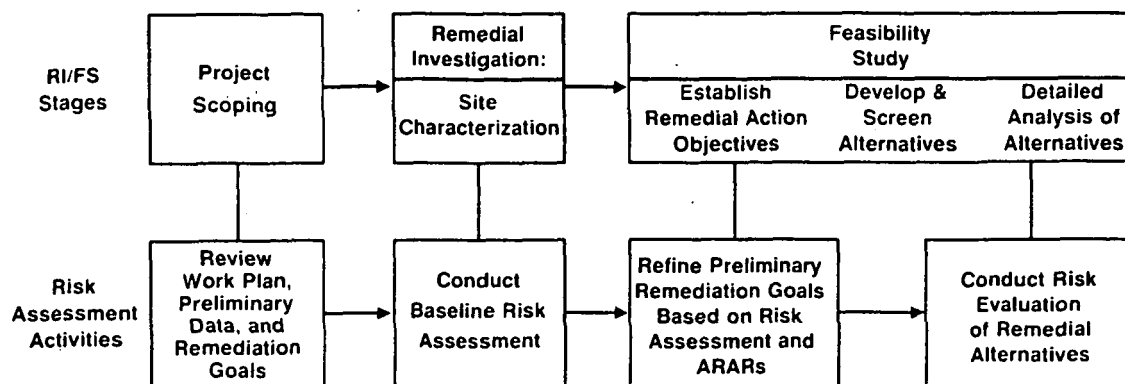 RI/FS
Stages
Project
Scoping
Remedial
Investigation:
Site
Characterization
Feasibility
Study
Establish
Remedial Action
Objectives
Develop &
Screen
Alternatives
Detailed
Analysis of
Alternatives
Risk
Assessment
Activities
Review
Work Plan,
Preliminary
Data, and
Remediation
Goals
Conduct
Baseline Risk
Assessment
Refine Preliminary
Remediation Goals
Based on Risk
Assessment and
ARARs
Conduct Risk
Evaluation
of Remedial
Alternatives